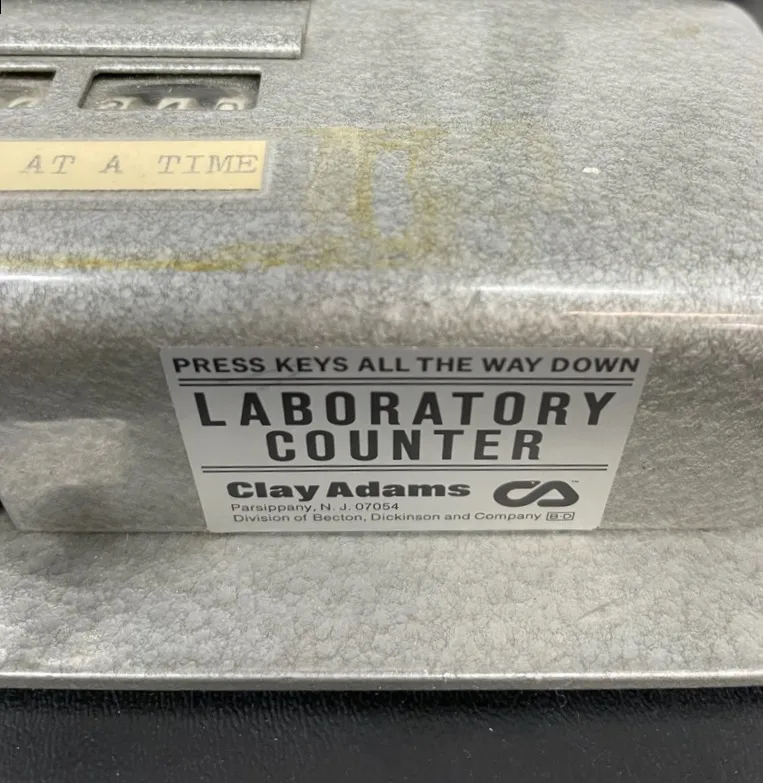 AT A TIME
PRESS KEYS ALL THE WAY DOWN
LABORATORY
COUNTER
Clay Adams
Parsippany, N. J. 07054
Division of Becton, Dickinson and Company B-D